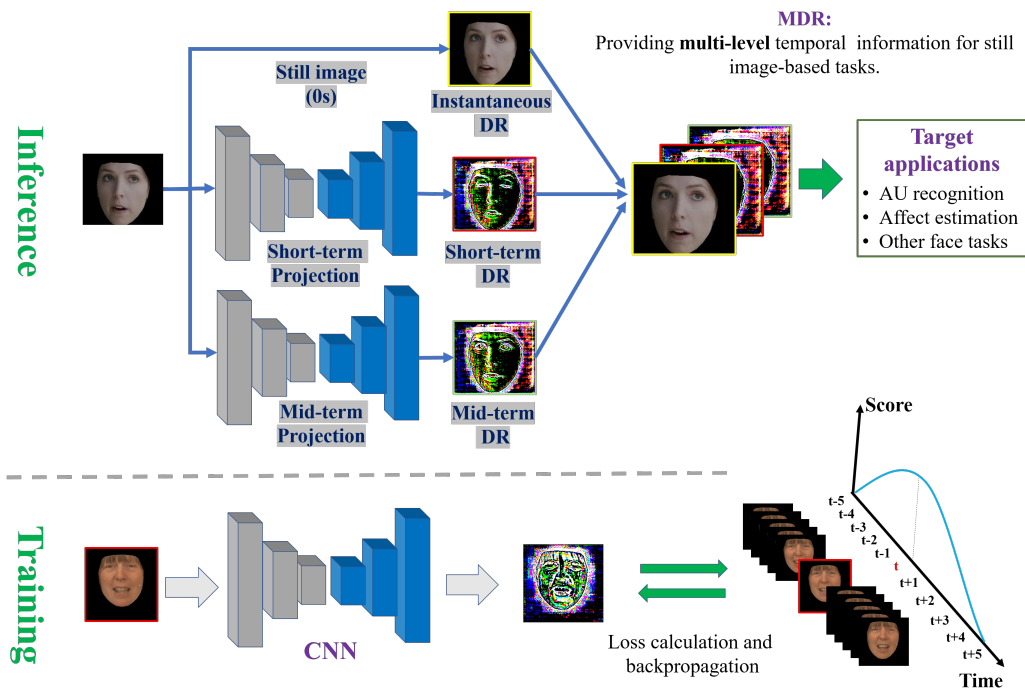 MDR:
Providing multi-level temporal information for still
image-based tasks.
Inference
Still image
(0s)
Instantaneous
DR
Short-term
Projection
Short-term
DR
Mid-term
Projection
Mid-term
DR
Target
applications
• AU recognition
• Affect estimation
• Other face tasks
Training
CNN
Loss calculation and
backpropagation
Score
t-5
t-4
t-3
t-2
t-1
t
t+1
t+2
t+3
t+4
t+5
Time